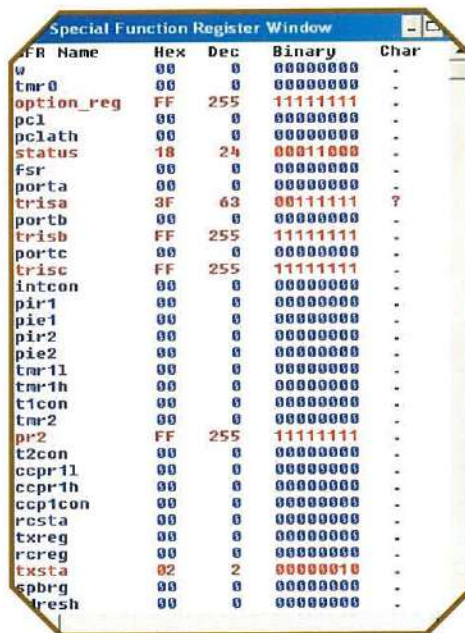 Special Function Register Window
SFR Name Hex Dec Binary Char
w 00 0 00000000 .
tmr0 00 0 00000000 .
option_reg FF 255 11111111 .
pcl 00 0 00000000 .
pclath 00 0 00000000 .
status 18 24 00011000 .
fsr 00 0 00000000 .
porta 00 0 00000000 .
trisa 3F 63 00111111 ?
portb 00 0 00000000 .
trisb FF 255 11111111 .
portc 00 0 00000000 .
trisc FF 255 11111111 .
intcon 00 0 00000000 .
pir1 00 0 00000000 .
pie1 00 0 00000000 .
pir2 00 0 00000000 .
pie2 00 0 00000000 .
tmr1l 00 0 00000000 .
tmr1h 00 0 00000000 .
t1con 00 0 00000000 .
tmr2 00 0 00000000 .
pr2 FF 255 11111111 .
t2con 00 0 00000000 .
ccpr1l 00 0 00000000 .
ccpr1h 00 0 00000000 .
ccp1con 00 0 00000000 .
rcsta 00 0 00000000 .
txreg 00 0 00000000 .
rcreg 00 0 00000000 .
txsta 02 2 00000010 .
spbrg 00 0 00000000 .
dresh 00 0 00000000 .